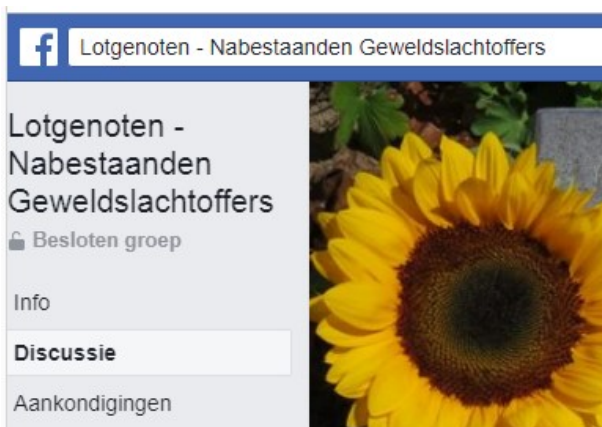 Lotgenoten - Nabestaanden Geweldslachtoffers
Lotgenoten -
Nabestaanden
Geweldslachtoffers
Besloten groep
Info
Discussie
Aankondigingen